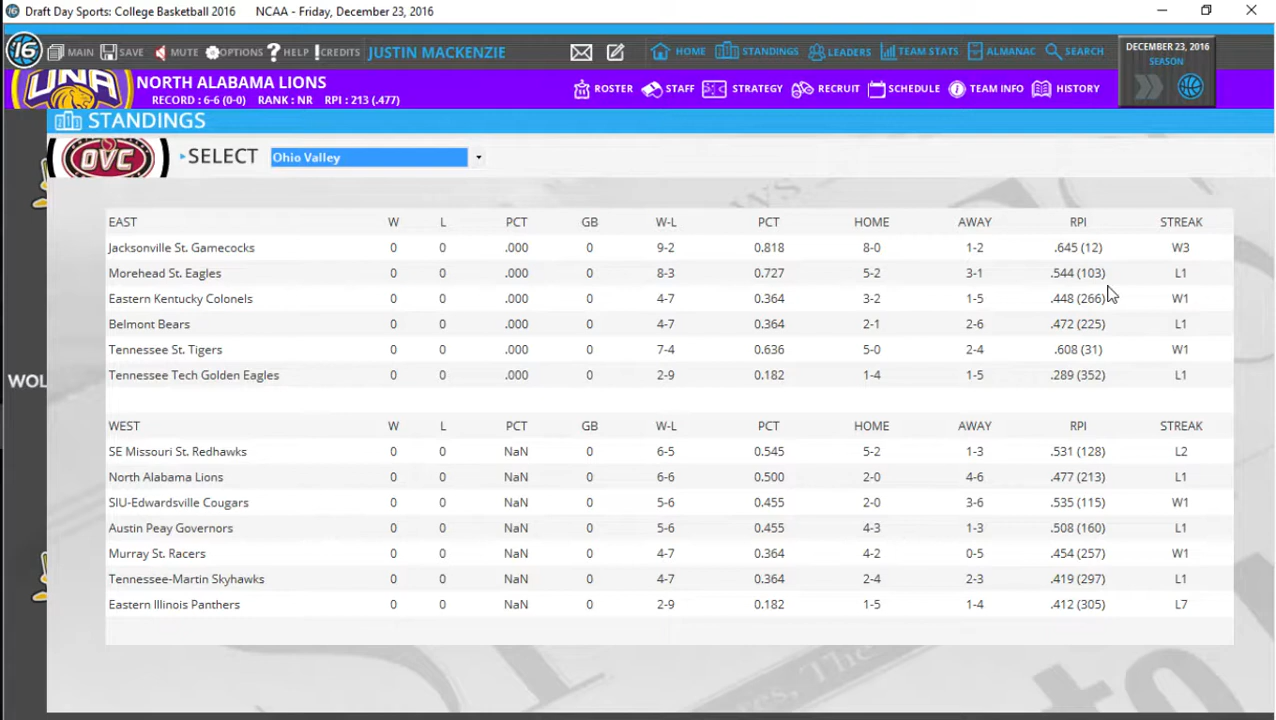 Draft Day Sports: College Basketball 2016 NCAA - Friday, December 23, 2016
16 MAIN SAVE MUTE OPTIONS HELP CREDITS JUSTIN MACKENZIE HOME STANDINGS LEADERS TEAM STATS ALMANAC SEARCH DECEMBER 23, 2016
SEASON
UNA NORTH ALABAMA LIONS ROSTER STAFF STRATEGY RECRUIT SCHEDULE TEAM INFO HISTORY
RECORD : 6-6 (0-0) RANK : NR RPI : 213 (.477)
STANDINGS
OVC SELECT Ohio Valley
EAST W L PCT GB W-L PCT HOME AWAY RPI STREAK
Jacksonville St. Gamecocks 0 0 .000 0 9-2 0.818 8-0 1-2 .645 (12) W3
Morehead St. Eagles 0 0 .000 0 8-3 0.727 5-2 3-1 .544 (103) L1
Eastern Kentucky Colonels 0 0 .000 0 4-7 0.364 3-2 1-5 .448 (266) W1
Belmont Bears 0 0 .000 0 4-7 0.364 2-1 2-6 .472 (225) L1
Tennessee St. Tigers 0 0 .000 0 7-4 0.636 5-0 2-4 .608 (31) W1
Tennessee Tech Golden Eagles 0 0 .000 0 2-9 0.182 1-4 1-5 .289 (352) L1
WOL
WEST W L PCT GB W-L PCT HOME AWAY RPI STREAK
SE Missouri St. Redhawks 0 0 NaN 0 6-5 0.545 5-2 1-3 .531 (128) L2
North Alabama Lions 0 0 NaN 0 6-6 0.500 2-0 4-6 .477 (213) L1
SIU-Edwardsville Cougars 0 0 NaN 0 5-6 0.455 2-0 3-6 .535 (115) W1
Austin Peay Governors 0 0 NaN 0 5-6 0.455 4-3 1-3 .508 (160) L1
Murray St. Racers 0 0 NaN 0 4-7 0.364 4-2 0-5 .454 (257) W1
Tennessee-Martin Skyhawks 0 0 NaN 0 4-7 0.364 2-4 2-3 .419 (297) L1
Eastern Illinois Panthers 0 0 NaN 0 2-9 0.182 1-5 1-4 .412 (305) L7